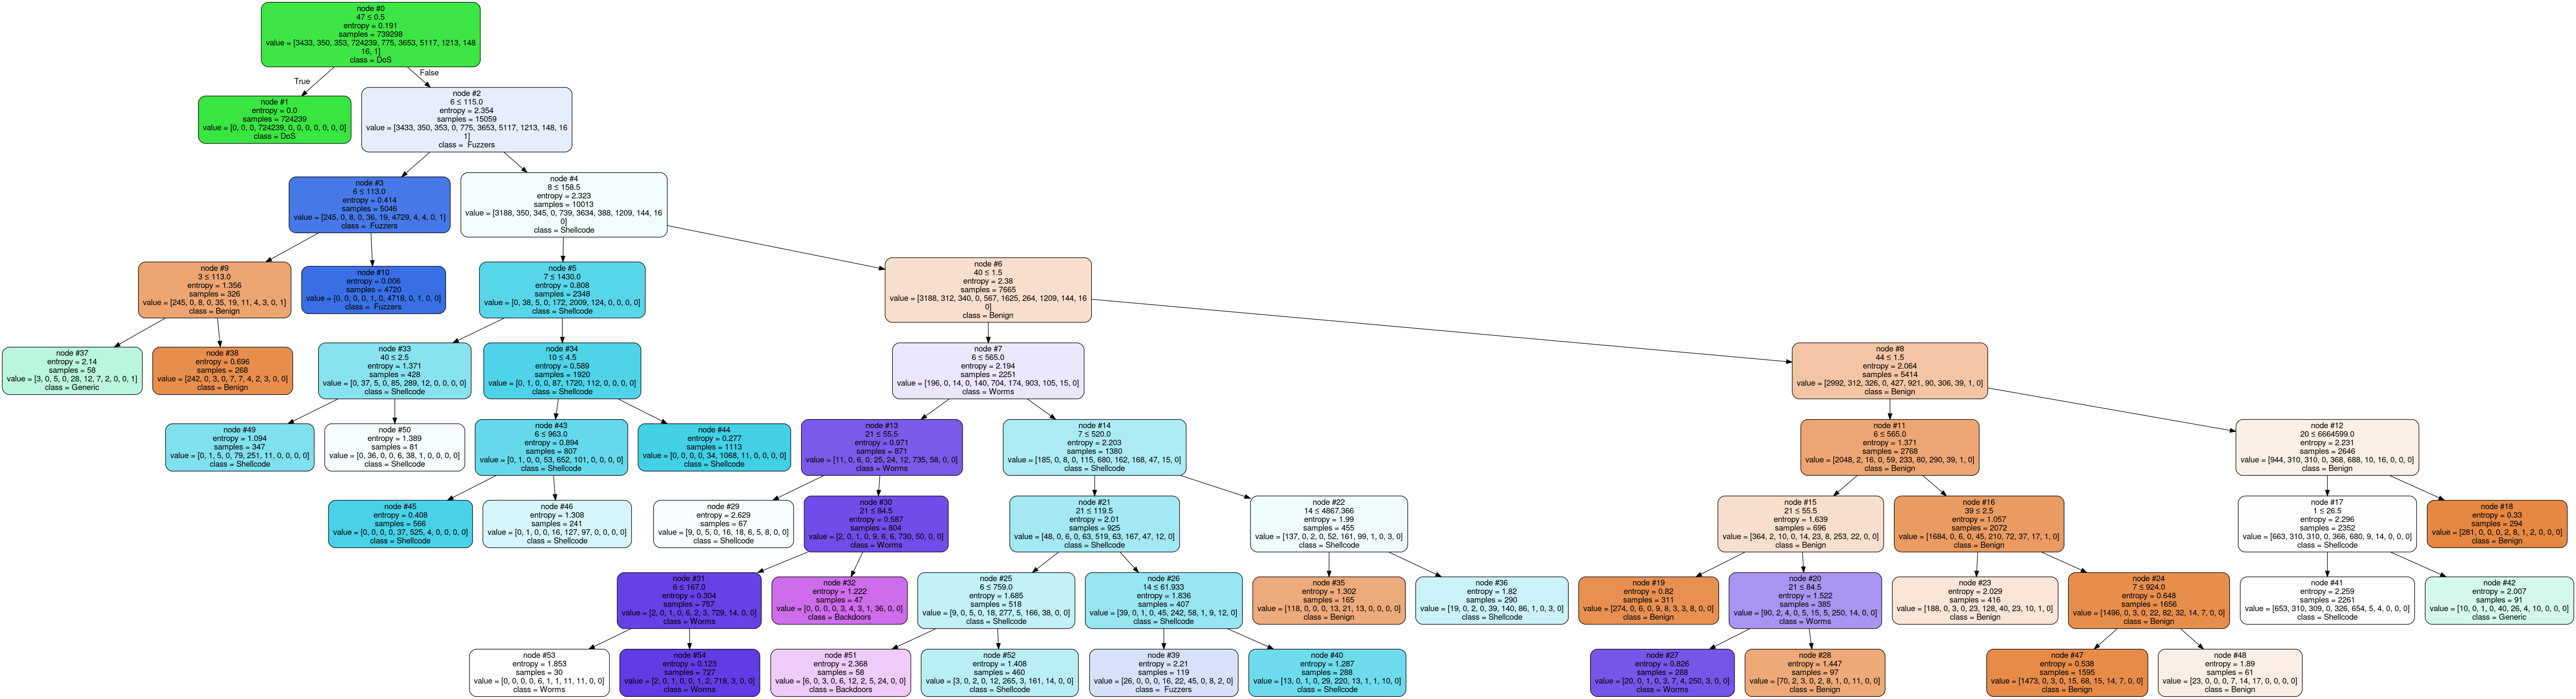 node #0
47 ≤ 0.5
entropy = 0.191
samples = 739298
value = [3433, 350, 353, 724239, 775, 3653, 5117, 1213, 148
16, 1]
class = DoS
True
False
node #1
entropy = 0.0
samples = 724239
value = [0, 0, 0, 724239, 0, 0, 0, 0, 0, 0, 0]
class = DoS
node #2
6 ≤ 115.0
entropy = 2.354
samples = 15059
value = [3433, 350, 353, 0, 775, 3653, 5117, 1213, 148, 16
1]
class = Fuzzers
node #3
6 ≤ 113.0
entropy = 0.414
samples = 5046
value = [245, 0, 8, 0, 36, 19, 4729, 4, 4, 0, 1]
class = Fuzzers
node #4
8 ≤ 158.5
entropy = 2.323
samples = 10013
value = [3188, 350, 345, 0, 739, 3634, 388, 1209, 144, 16
0]
class = Shellcode
node #9
3 ≤ 113.0
entropy = 1.356
samples = 326
value = [245, 0, 8, 0, 35, 19, 11, 4, 3, 0, 1]
class = Benign
node #10
entropy = 0.006
samples = 4720
value = [0, 0, 0, 0, 1, 0, 4718, 0, 1, 0, 0]
class = Fuzzers
node #5
7 ≤ 1430.0
entropy = 0.808
samples = 2348
value = [0, 38, 5, 0, 172, 2009, 124, 0, 0, 0, 0]
class = Shellcode
node #6
40 ≤ 1.5
entropy = 2.38
samples = 7665
value = [3188, 312, 340, 0, 567, 1625, 264, 1209, 144, 16
0]
class = Benign
node #37
entropy = 2.14
samples = 58
value = [3, 0, 5, 0, 28, 12, 7, 2, 0, 0, 1]
class = Generic
node #38
entropy = 0.696
samples = 268
value = [242, 0, 3, 0, 7, 7, 4, 2, 3, 0, 0]
class = Benign
node #33
40 ≤ 2.5
entropy = 1.371
samples = 428
value = [0, 37, 5, 0, 85, 289, 12, 0, 0, 0, 0]
class = Shellcode
node #34
10 ≤ 4.5
entropy = 0.589
samples = 1920
value = [0, 1, 0, 0, 87, 1720, 112, 0, 0, 0, 0]
class = Shellcode
node #7
6 ≤ 565.0
entropy = 2.194
samples = 2251
value = [196, 0, 14, 0, 140, 704, 174, 903, 105, 15, 0]
class = Worms
node #8
44 ≤ 1.5
entropy = 2.064
samples = 5414
value = [2992, 312, 326, 0, 427, 921, 90, 306, 39, 1, 0]
class = Benign
node #49
entropy = 1.094
samples = 347
value = [0, 1, 5, 0, 79, 251, 11, 0, 0, 0, 0]
class = Shellcode
node #50
entropy = 1.389
samples = 81
value = [0, 36, 0, 0, 6, 38, 1, 0, 0, 0, 0]
class = Shellcode
node #43
6 ≤ 963.0
entropy = 0.894
samples = 807
value = [0, 1, 0, 0, 53, 652, 101, 0, 0, 0, 0]
class = Shellcode
node #44
entropy = 0.277
samples = 1113
value = [0, 0, 0, 0, 34, 1068, 11, 0, 0, 0, 0]
class = Shellcode
node #13
21 ≤ 55.5
entropy = 0.971
samples = 871
value = [11, 0, 6, 0, 25, 24, 12, 735, 58, 0, 0]
class = Worms
node #14
7 ≤ 520.0
entropy = 2.203
samples = 1380
value = [185, 0, 8, 0, 115, 680, 162, 168, 47, 15, 0]
class = Shellcode
node #11
6 ≤ 565.0
entropy = 1.371
samples = 2768
value = [2048, 2, 16, 0, 59, 233, 80, 290, 39, 1, 0]
class = Benign
node #12
20 ≤ 6664599.0
entropy = 2.231
samples = 2646
value = [944, 310, 310, 0, 368, 688, 10, 16, 0, 0, 0]
class = Benign
node #45
entropy = 0.408
samples = 566
value = [0, 0, 0, 0, 37, 525, 4, 0, 0, 0, 0]
class = Shellcode
node #46
entropy = 1.308
samples = 241
value = [0, 1, 0, 0, 16, 127, 97, 0, 0, 0, 0]
class = Shellcode
node #29
entropy = 2.629
samples = 67
value = [9, 0, 5, 0, 16, 18, 6, 5, 8, 0, 0]
class = Shellcode
node #30
21 ≤ 84.5
entropy = 0.587
samples = 804
value = [2, 0, 1, 0, 9, 6, 6, 730, 50, 0, 0]
class = Worms
node #21
21 ≤ 119.5
entropy = 2.01
samples = 925
value = [48, 0, 6, 0, 63, 519, 63, 167, 47, 12, 0]
class = Shellcode
node #22
14 ≤ 4867.366
entropy = 1.99
samples = 455
value = [137, 0, 2, 0, 52, 161, 99, 1, 0, 3, 0]
class = Shellcode
node #15
21 ≤ 55.5
entropy = 1.639
samples = 696
value = [364, 2, 10, 0, 14, 23, 8, 253, 22, 0, 0]
class = Benign
node #16
39 ≤ 2.5
entropy = 1.057
samples = 2072
value = [1684, 0, 6, 0, 45, 210, 72, 37, 17, 1, 0]
class = Benign
node #17
1 ≤ 26.5
entropy = 2.296
samples = 2352
value = [663, 310, 310, 0, 366, 680, 9, 14, 0, 0, 0]
class = Shellcode
node #18
entropy = 0.33
samples = 294
value = [281, 0, 0, 0, 2, 8, 1, 2, 0, 0, 0]
class = Benign
node #31
6 ≤ 167.0
entropy = 0.304
samples = 757
value = [2, 0, 1, 0, 6, 2, 3, 729, 14, 0, 0]
class = Worms
node #32
entropy = 1.222
samples = 47
value = [0, 0, 0, 0, 3, 4, 3, 1, 36, 0, 0]
class = Backdoors
node #25
6 ≤ 759.0
entropy = 1.685
samples = 518
value = [9, 0, 5, 0, 18, 277, 5, 166, 38, 0, 0]
class = Shellcode
node #26
14 ≤ 61.933
entropy = 1.836
samples = 407
value = [39, 0, 1, 0, 45, 242, 58, 1, 9, 12, 0]
class = Shellcode
node #35
entropy = 1.302
samples = 165
value = [118, 0, 0, 0, 13, 21, 13, 0, 0, 0, 0]
class = Benign
node #36
entropy = 1.82
samples = 290
value = [19, 0, 2, 0, 39, 140, 86, 1, 0, 3, 0]
class = Shellcode
node #19
entropy = 0.82
samples = 311
value = [274, 0, 6, 0, 9, 8, 3, 3, 8, 0, 0]
class = Benign
node #20
21 ≤ 84.5
entropy = 1.522
samples = 385
value = [90, 2, 4, 0, 5, 15, 5, 250, 14, 0, 0]
class = Worms
node #23
entropy = 2.029
samples = 416
value = [188, 0, 3, 0, 23, 128, 40, 23, 10, 1, 0]
class = Benign
node #24
7 ≤ 924.0
entropy = 0.648
samples = 1656
value = [1496, 0, 3, 0, 22, 82, 32, 14, 7, 0, 0]
class = Benign
node #41
entropy = 2.259
samples = 2261
value = [653, 310, 309, 0, 326, 654, 5, 4, 0, 0, 0]
class = Shellcode
node #42
entropy = 2.007
samples = 91
value = [10, 0, 1, 0, 40, 26, 4, 10, 0, 0, 0]
class = Generic
node #53
entropy = 1.853
samples = 30
value = [0, 0, 0, 0, 6, 1, 1, 11, 11, 0, 0]
class = Worms
node #54
entropy = 0.123
samples = 727
value = [2, 0, 1, 0, 0, 1, 2, 718, 3, 0, 0]
class = Worms
node #51
entropy = 2.368
samples = 58
value = [6, 0, 3, 0, 6, 12, 2, 5, 24, 0, 0]
class = Backdoors
node #52
entropy = 1.408
samples = 460
value = [3, 0, 2, 0, 12, 265, 3, 161, 14, 0, 0]
class = Shellcode
node #39
entropy = 2.21
samples = 119
value = [26, 0, 0, 0, 16, 22, 45, 0, 8, 2, 0]
class = Fuzzers
node #40
entropy = 1.287
samples = 288
value = [13, 0, 1, 0, 29, 220, 13, 1, 1, 10, 0]
class = Shellcode
node #27
entropy = 0.826
samples = 288
value = [20, 0, 1, 0, 3, 7, 4, 250, 3, 0, 0]
class = Worms
node #28
entropy = 1.447
samples = 97
value = [70, 2, 3, 0, 2, 8, 1, 0, 11, 0, 0]
class = Benign
node #47
entropy = 0.538
samples = 1595
value = [1473, 0, 3, 0, 15, 68, 15, 14, 7, 0, 0]
class = Benign
node #48
entropy = 1.89
samples = 61
value = [23, 0, 0, 0, 7, 14, 17, 0, 0, 0, 0]
class = Benign